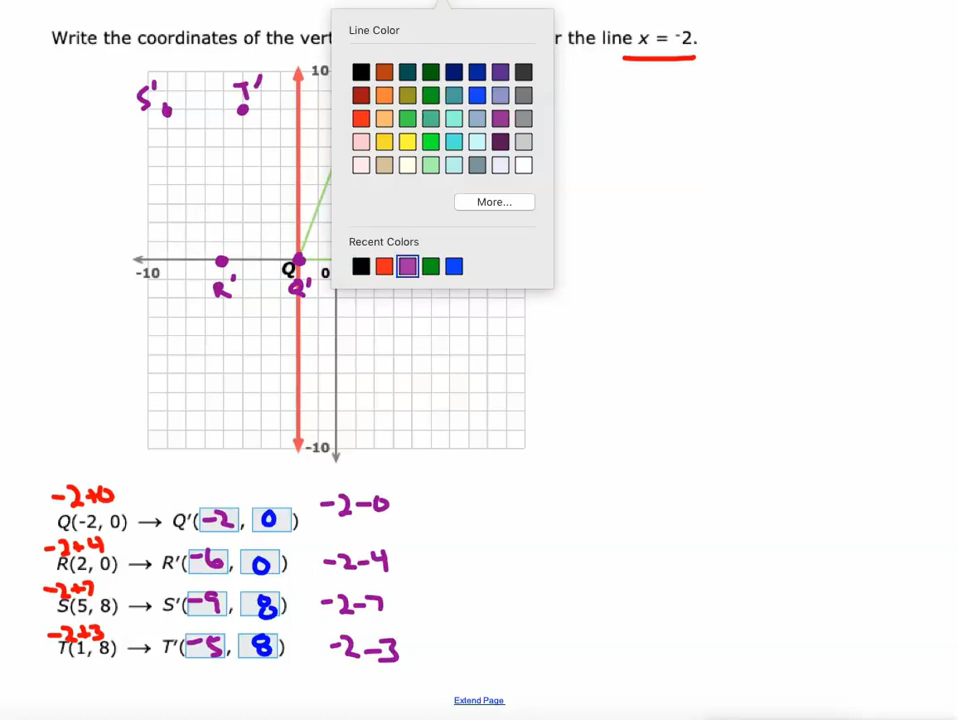 Line Color
Write the coordinates of the vert r the line x = -2.
10
S' T'
More...
Recent Colors
-10 Q 0
R' Q'
-10
-2+0 -2-0
Q(-2, 0) → Q'(-2, 0)
-2+4
R(2, 0) → R'(-6, 0) -2-4
-2+7
S(5, 8) → S'(-9, 8) -2-7
-2+3
T(1, 8) → T'(-5, 8) -2-3
Extend Page